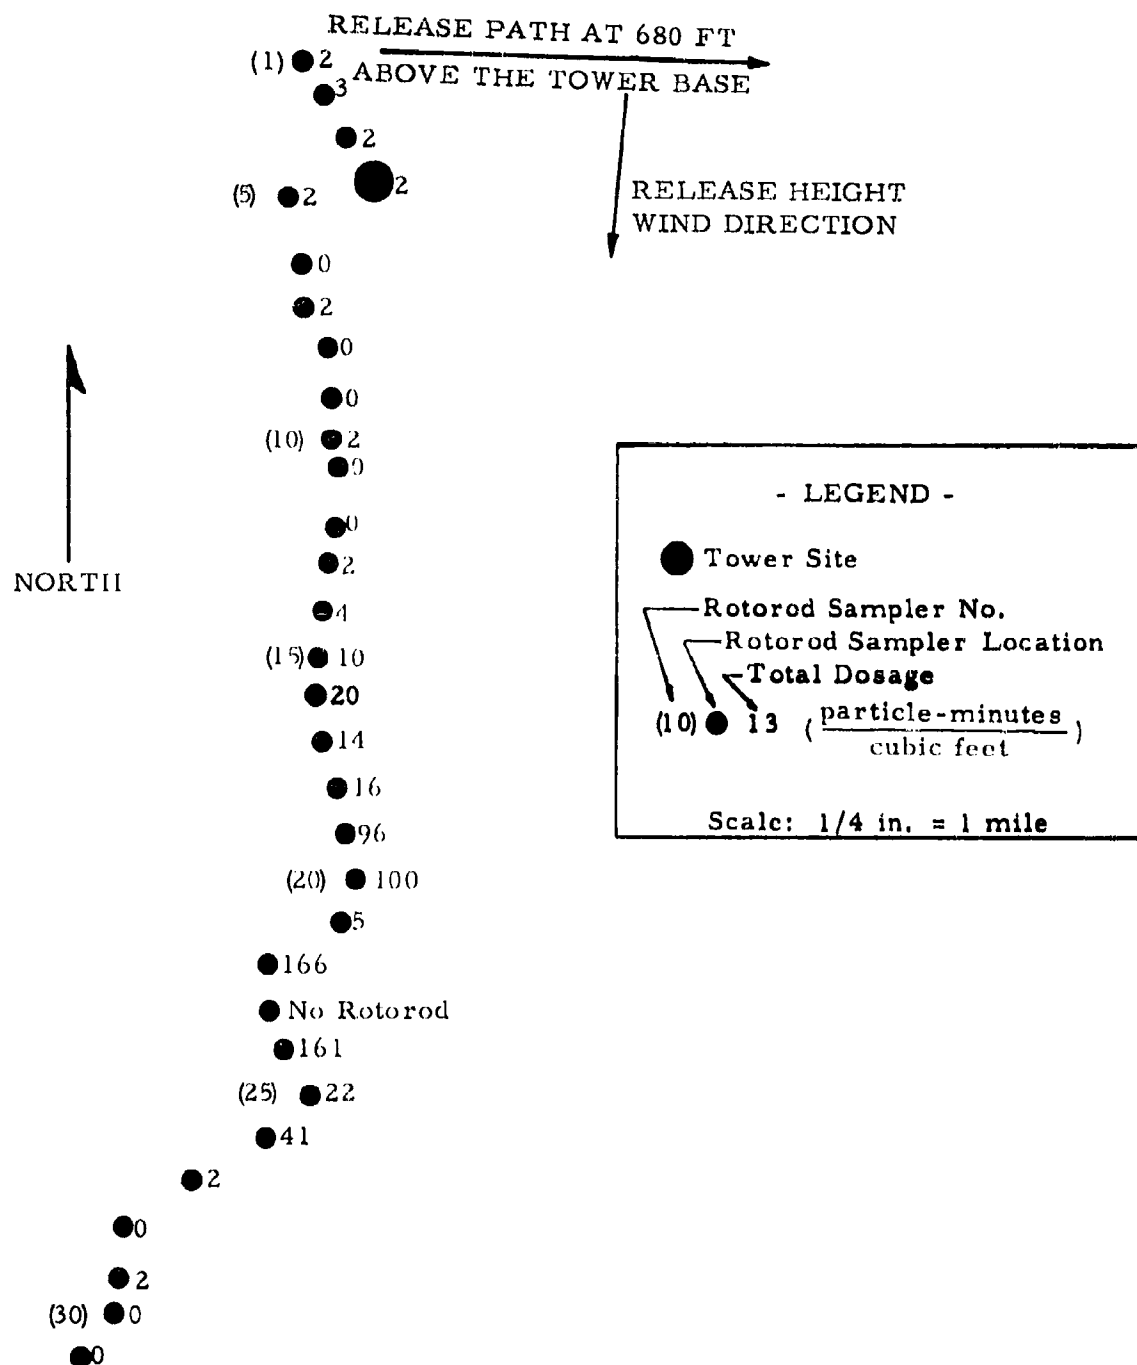 RELEASE PATH AT 680 FT
(1) 2
ABOVE THE TOWER BASE
3
2
2
(5) 2
RELEASE HEIGHT
WIND DIRECTION
0
2
0
0
(10) 2
0
0
2
NORTH
4
(15) 10
20
14
16
96
(20) 100
5
166
No Rotorod
161
(25) 22
41
2
0
2
(30) 0
0
- LEGEND -
Tower Site
Rotorod Sampler No.
Rotorod Sampler Location
Total Dosage
(10) 13 ( particle-minutes
cubic feet )
Scale: 1/4 in. = 1 mile